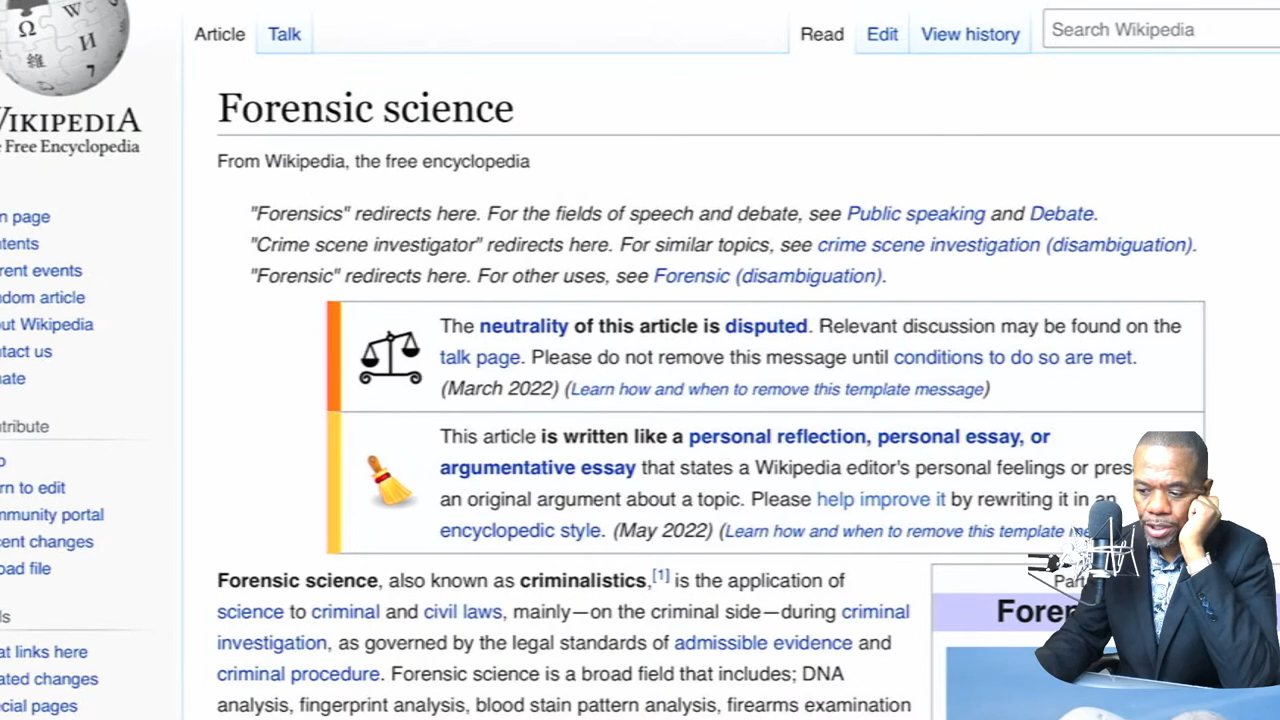 Ω W И
維 7
WIKIPEDIA
Free Encyclopedia
Article Talk Read Edit View history Search Wikipedia
Forensic science
From Wikipedia, the free encyclopedia
"Forensics" redirects here. For the fields of speech and debate, see Public speaking and Debate.
"Crime scene investigator" redirects here. For similar topics, see crime scene investigation (disambiguation).
"Forensic" redirects here. For other uses, see Forensic (disambiguation).
The neutrality of this article is disputed. Relevant discussion may be found on the
talk page. Please do not remove this message until conditions to do so are met.
(March 2022) (Learn how and when to remove this template message)
This article is written like a personal reflection, personal essay, or
argumentative essay that states a Wikipedia editor's personal feelings or pres
an original argument about a topic. Please help improve it by rewriting it in an
encyclopedic style. (May 2022) (Learn how and when to remove this template me
Forensic science, also known as criminalistics,[1] is the application of
science to criminal and civil laws, mainly—on the criminal side—during criminal
investigation, as governed by the legal standards of admissible evidence and
criminal procedure. Forensic science is a broad field that includes; DNA
analysis, fingerprint analysis, blood stain pattern analysis, firearms examination
Part
Foren
n page
tents
rent events
ndom article
out Wikipedia
ntact us
nate
ntribute
p
rn to edit
mmunity portal
cent changes
oad file
ls
at links here
ated changes
ecial pages